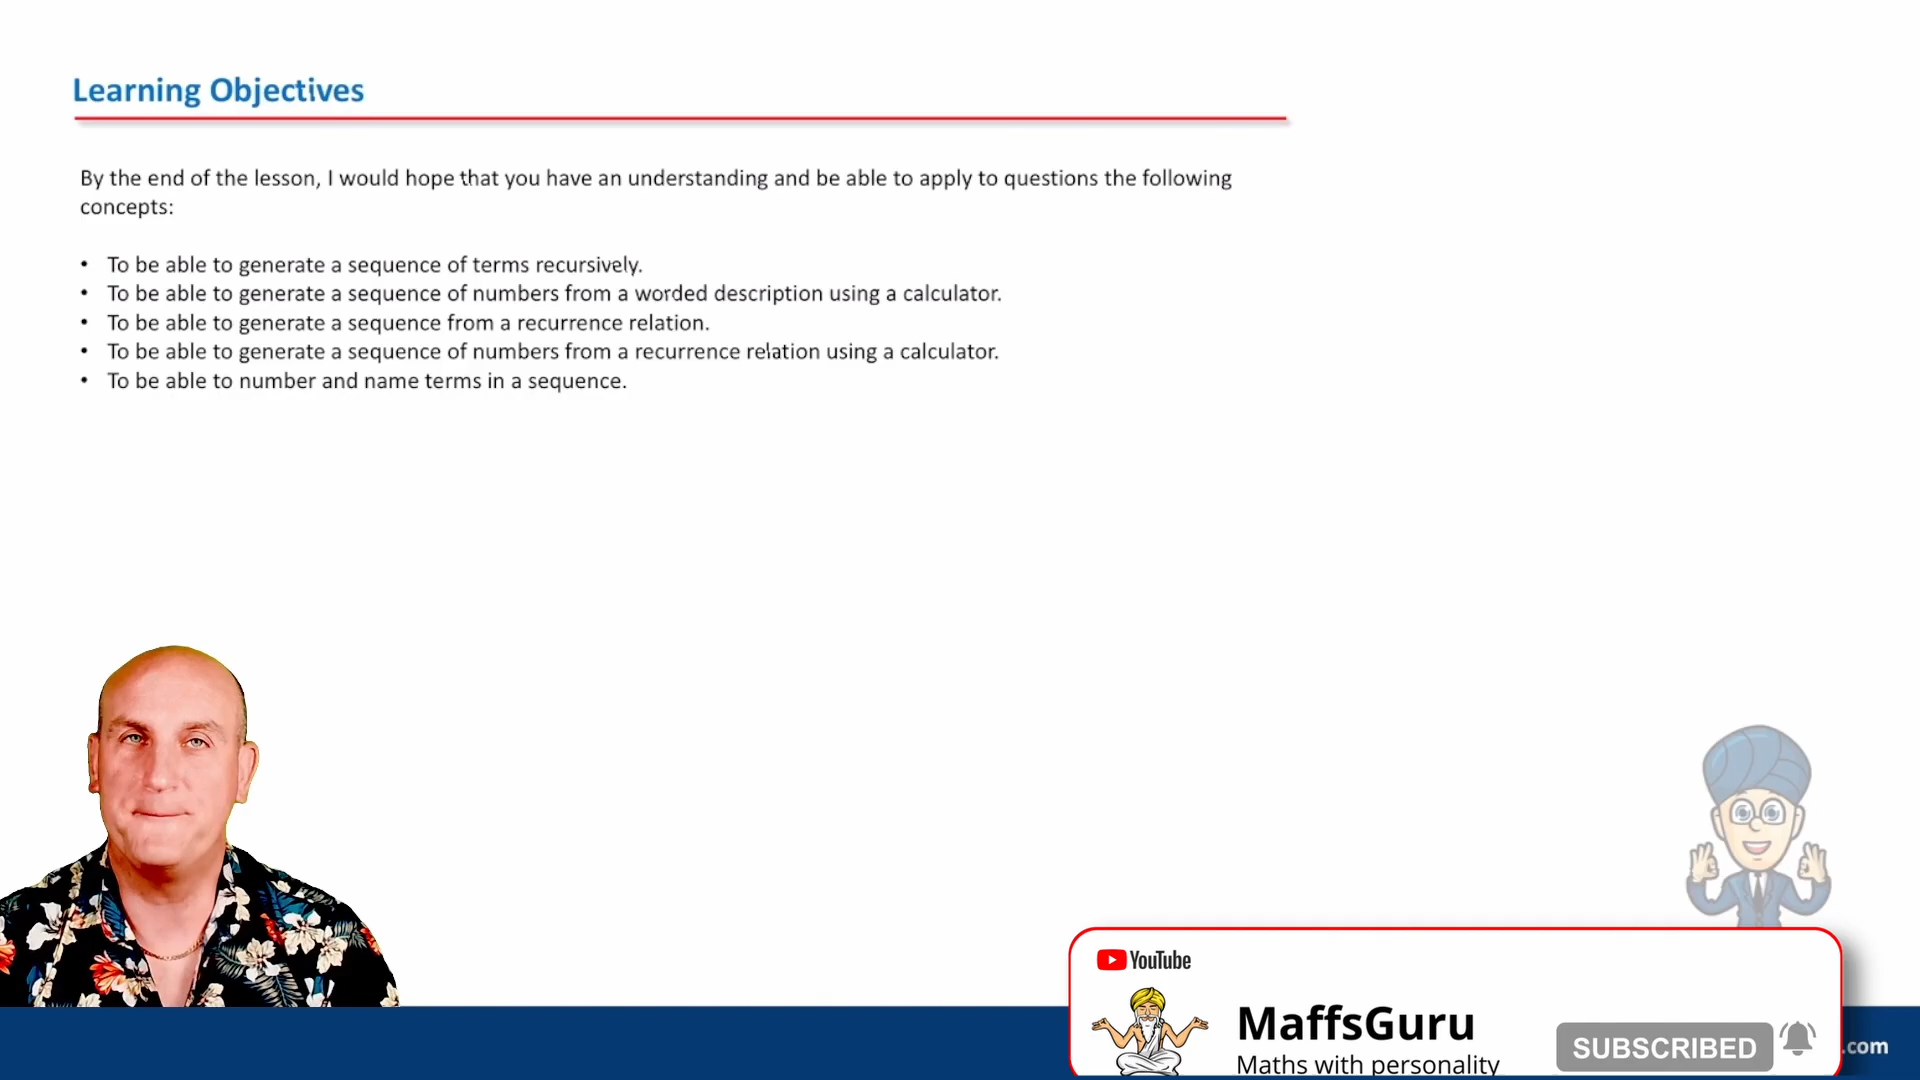 Learning Objectives
By the end of the lesson, I would hope that you have an understanding and be able to apply to questions the following
concepts:
• To be able to generate a sequence of terms recursively.
• To be able to generate a sequence of numbers from a worded description using a calculator.
• To be able to generate a sequence from a recurrence relation.
• To be able to generate a sequence of numbers from a recurrence relation using a calculator.
• To be able to number and name terms in a sequence.
YouTube
MaffsGuru
Maths with personality
SUBSCRIBED
.com